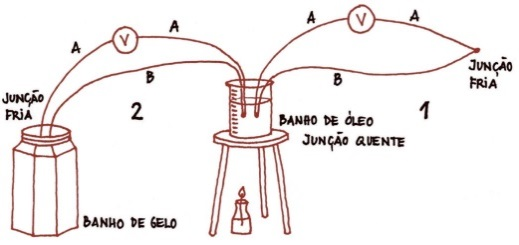 A
V
A
B
JUNÇÃO
FRIA
2
BANHO DE GELO
A
V
A
B
JUNÇÃO
FRIA
1
BANHO DE ÓLEO
JUNÇÃO QUENTE